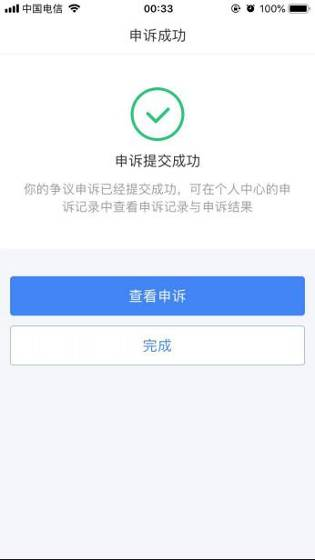 中国电信 00:33 100%
申诉成功
申诉提交成功
你的争议申诉已经提交成功，可在个人中心的申
诉记录中查看申诉记录与申诉结果
查看申诉
完成